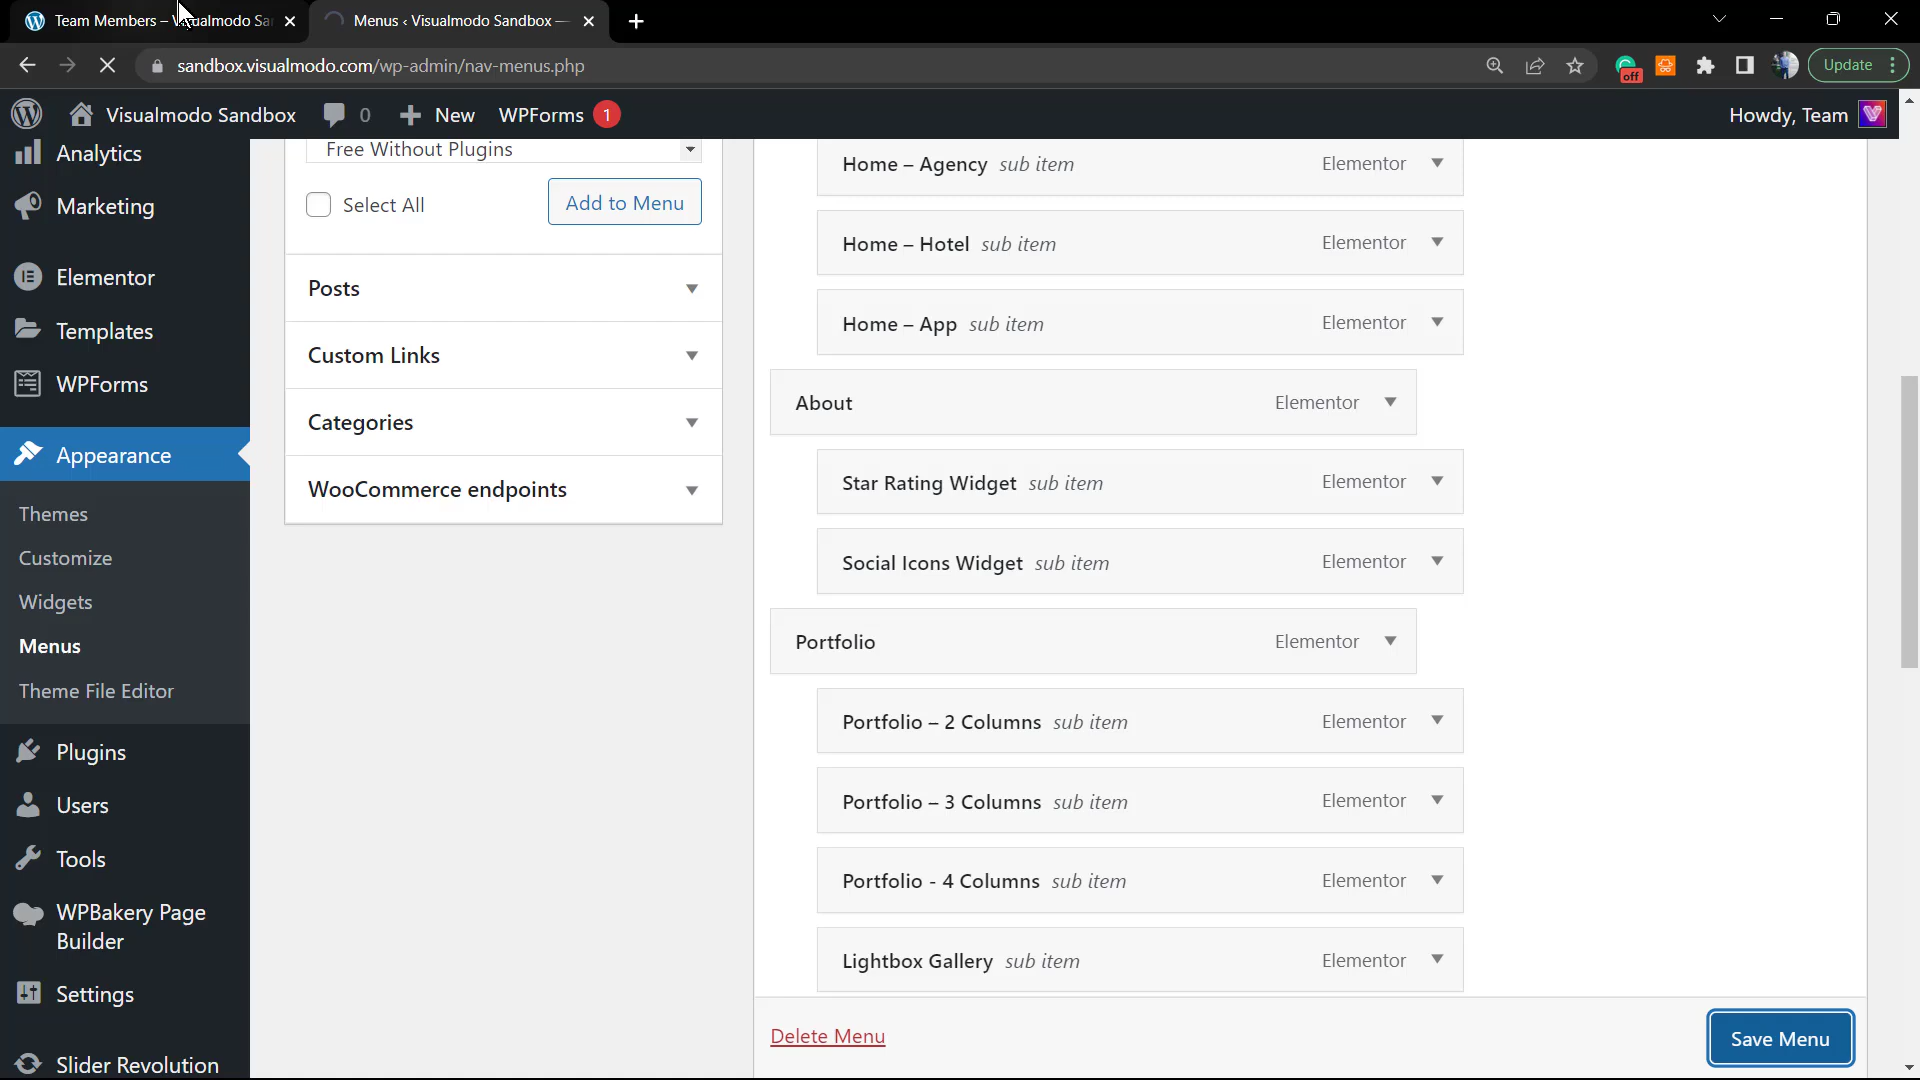 Team Members – Visualmodo Sa
Menus ‹ Visualmodo Sandbox —
sandbox.visualmodo.com/wp-admin/nav-menus.php
off
Update
Visualmodo Sandbox
0
New
WPForms
1
Howdy, Team
Analytics
Marketing
Elementor
Templates
WPForms
Appearance
Themes
Customize
Widgets
Menus
Theme File Editor
Plugins
Users
Tools
WPBakery Page
Builder
Settings
Slider Revolution
Free Without Plugins
Select All
Add to Menu
Posts
Custom Links
Categories
WooCommerce endpoints
Home – Agency sub item Elementor
Home – Hotel sub item Elementor
Home – App sub item Elementor
About Elementor
Star Rating Widget sub item Elementor
Social Icons Widget sub item Elementor
Portfolio Elementor
Portfolio – 2 Columns sub item Elementor
Portfolio – 3 Columns sub item Elementor
Portfolio - 4 Columns sub item Elementor
Lightbox Gallery sub item Elementor
Delete Menu
Save Menu